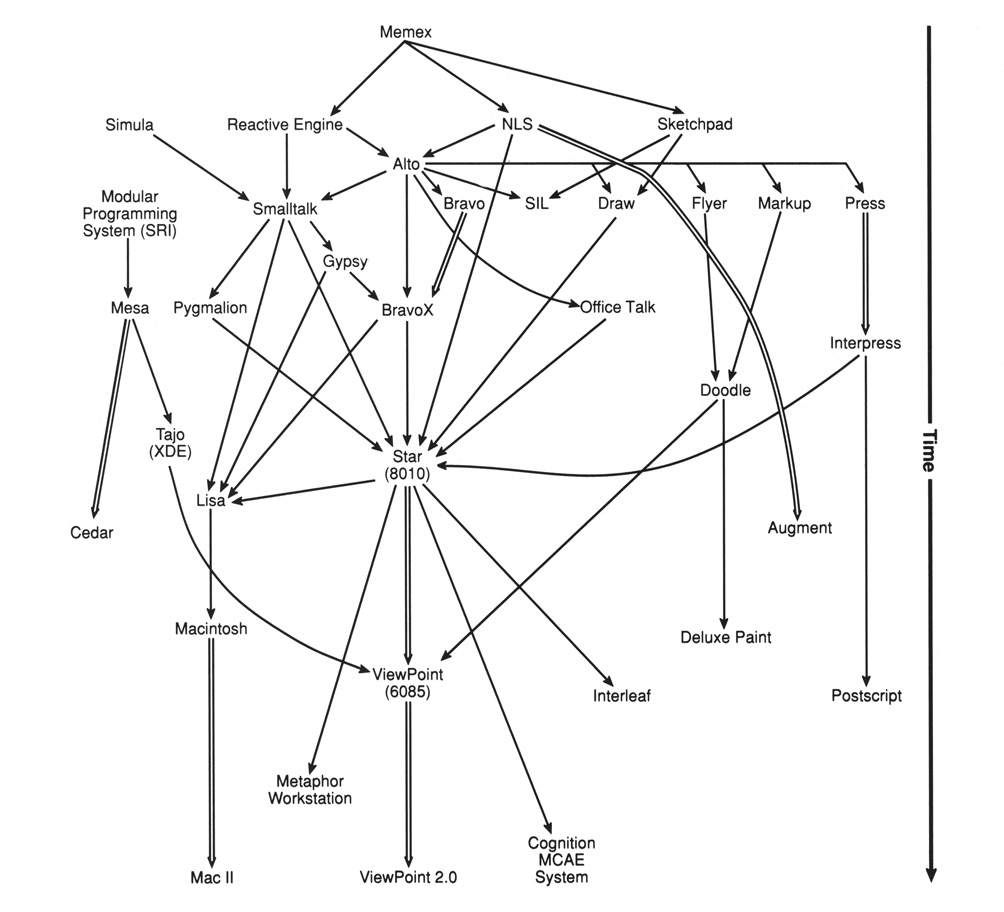 Memex
Simula
Reactive Engine
NLS
Sketchpad
Alto
Modular
Programming
System (SRI)
Smalltalk
Bravo
SIL
Draw
Flyer
Markup
Press
Gypsy
Mesa
Pygmalion
BravoX
Office Talk
Interpress
Doodle
Tajo
(XDE)
Star
(8010)
Time
Lisa
Cedar
Augment
Macintosh
Deluxe Paint
ViewPoint
(6085)
Interleaf
Postscript
Metaphor
Workstation
Cognition
MCAE
System
Mac II
ViewPoint 2.0